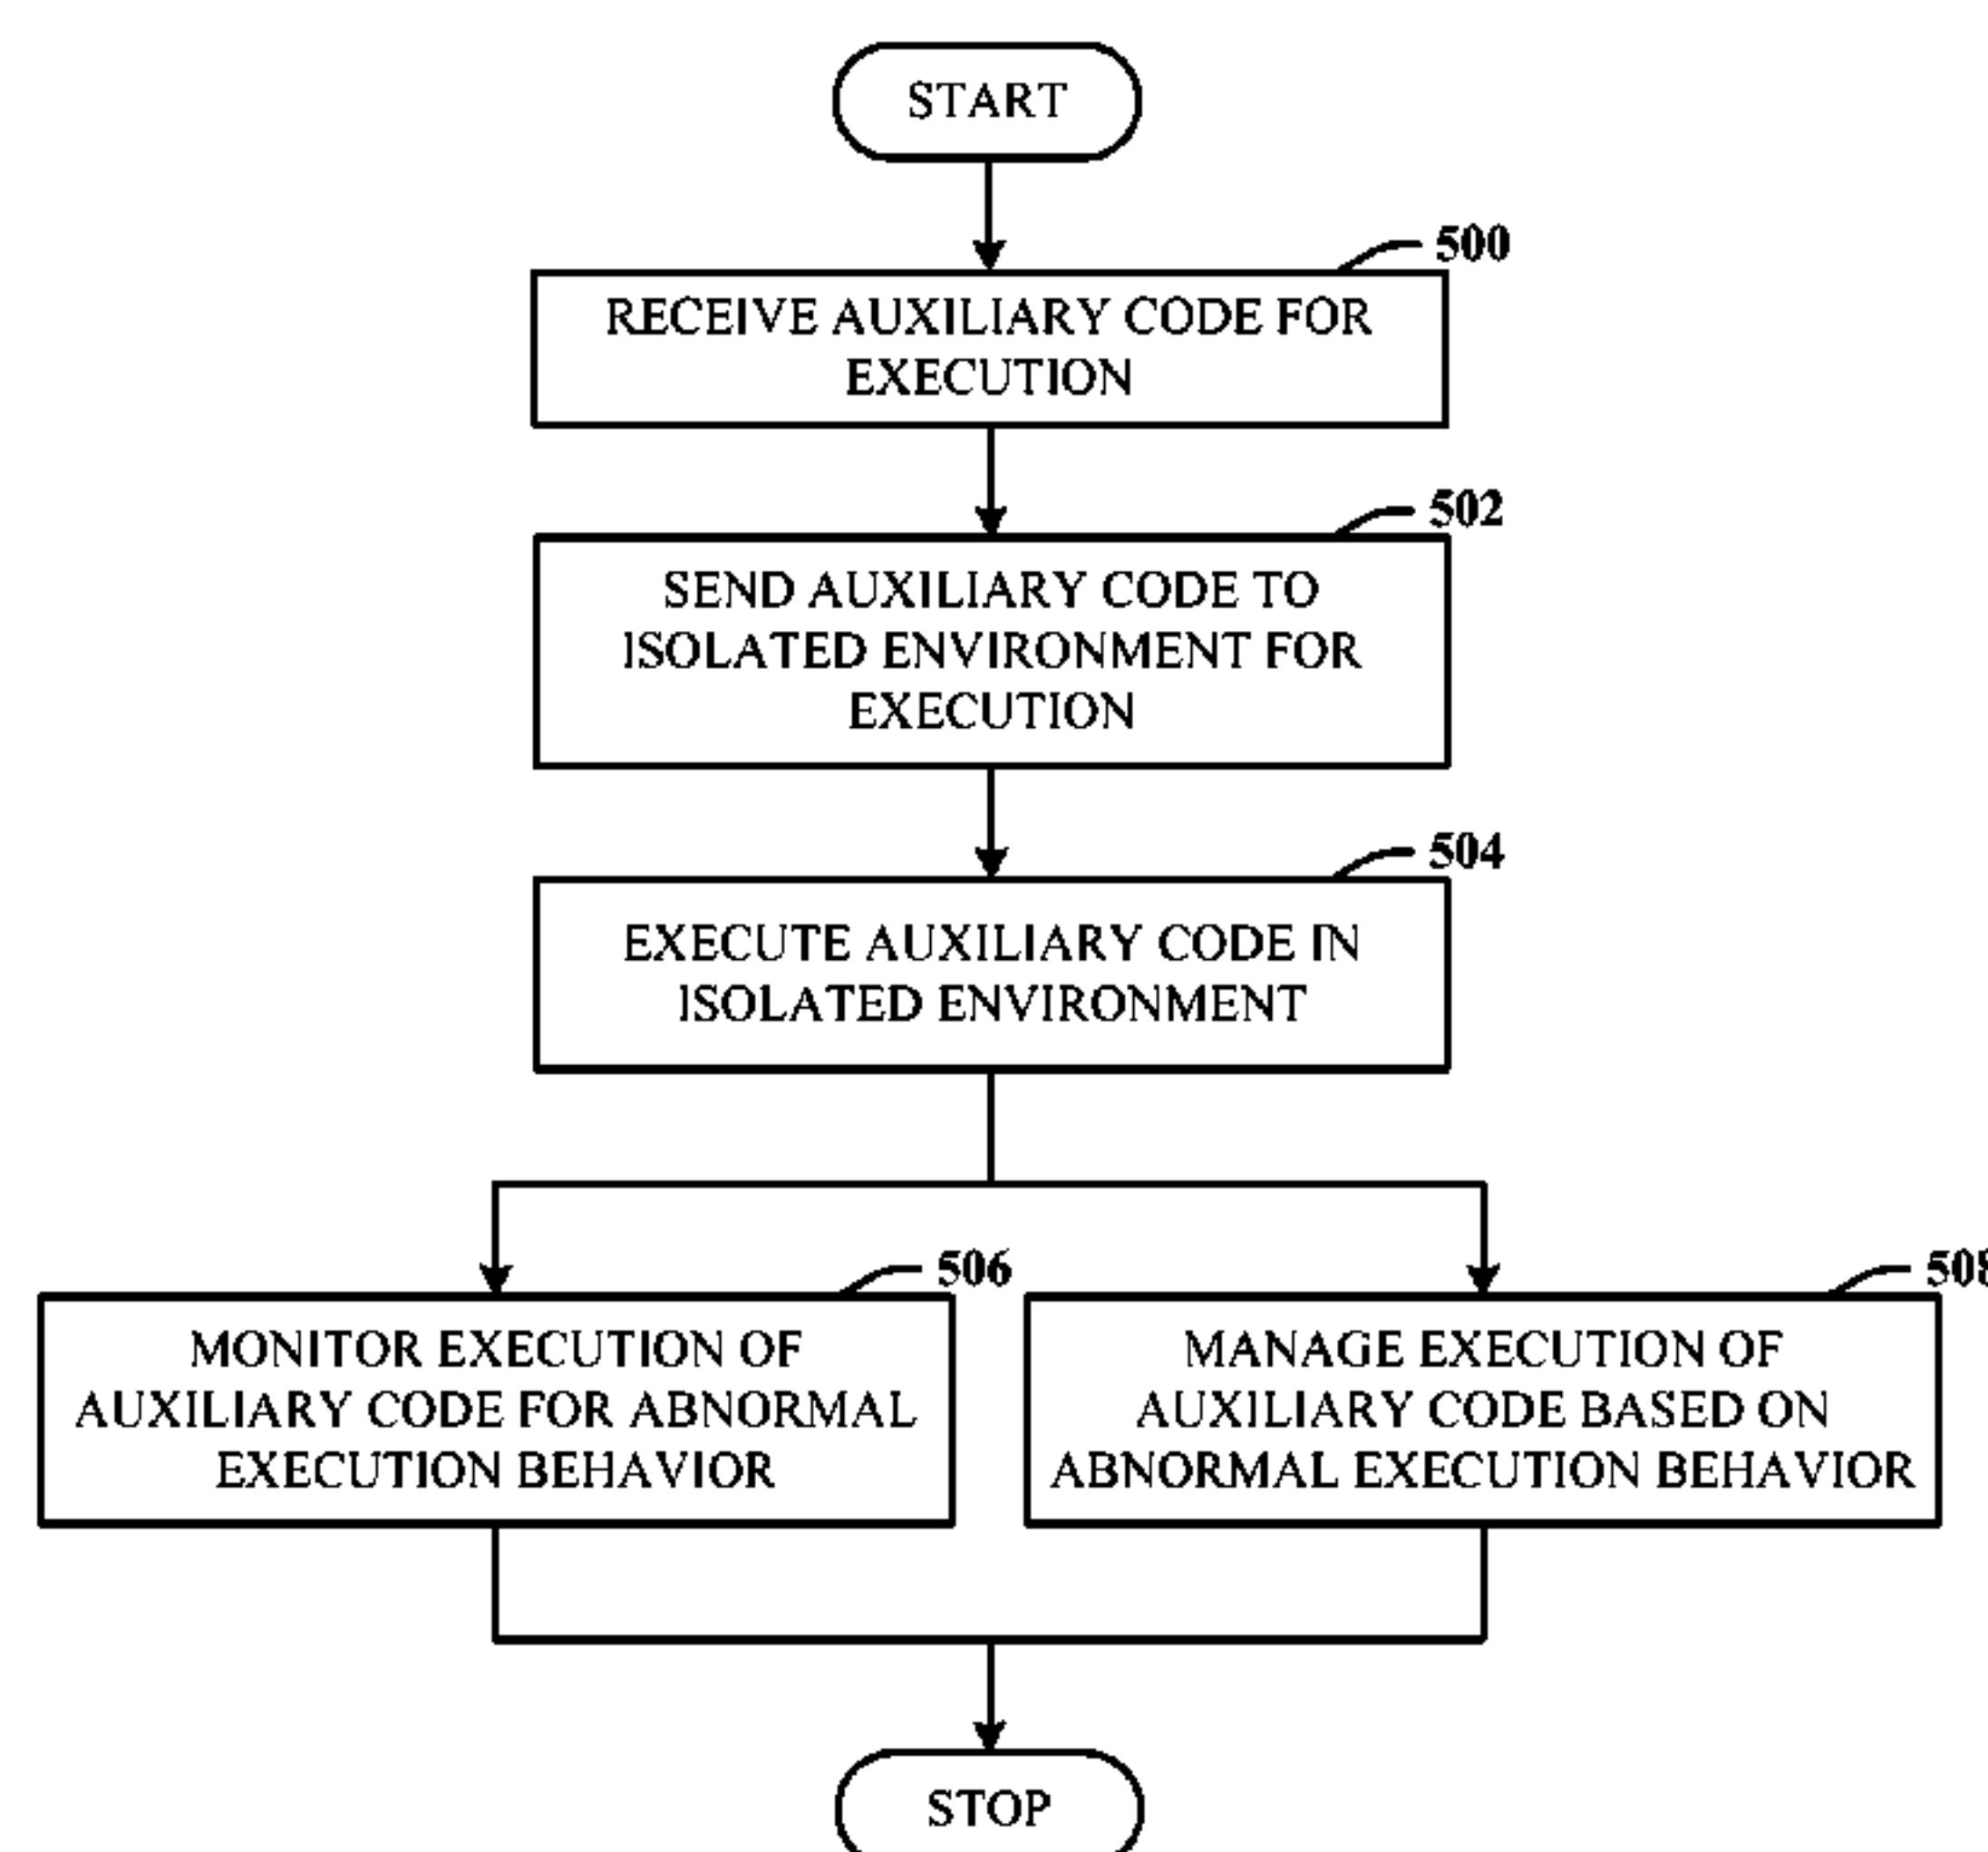 START
500
RECEIVE AUXILIARY CODE FOR
EXECUTION
502
SEND AUXILIARY CODE TO
ISOLATED ENVIRONMENT FOR
EXECUTION
504
EXECUTE AUXILIARY CODE IN
ISOLATED ENVIRONMENT
506
MONITOR EXECUTION OF
AUXILIARY CODE FOR ABNORMAL
EXECUTION BEHAVIOR
508
MANAGE EXECUTION OF
AUXILIARY CODE BASED ON
ABNORMAL EXECUTION BEHAVIOR
STOP